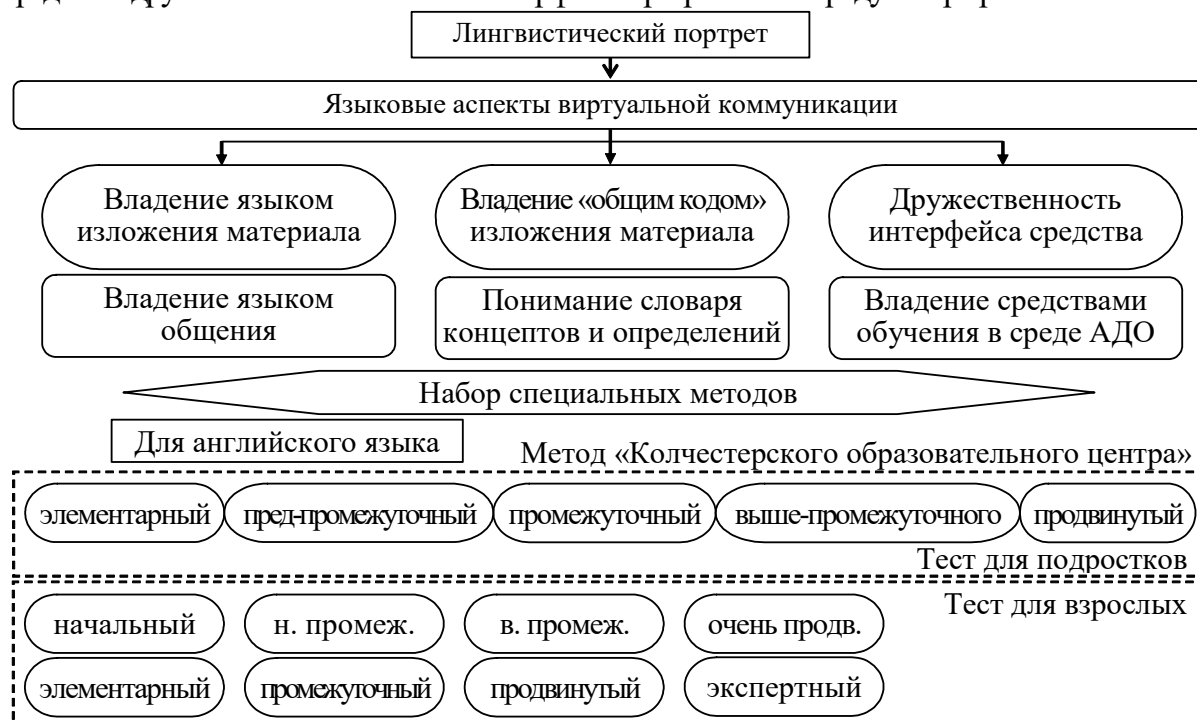 Лингвистический портрет
Языковые аспекты виртуальной коммуникации
Владение языком
изложения материала
Владение «общим кодом»
изложения материала
Дружественность
интерфейса средства
Владение языком
общения
Понимание словаря
концептов и определений
Владение средствами
обучения в среде АДО
Набор специальных методов
Для английского языка
Метод «Колчестерского образовательного центра»
элементарный пред-промежуточный промежуточный выше-промежуточного продвинутый
Тест для подростков
Тест для взрослых
начальный н. промеж. в. промеж. очень продв.
элементарный промежуточный продвинутый экспертный